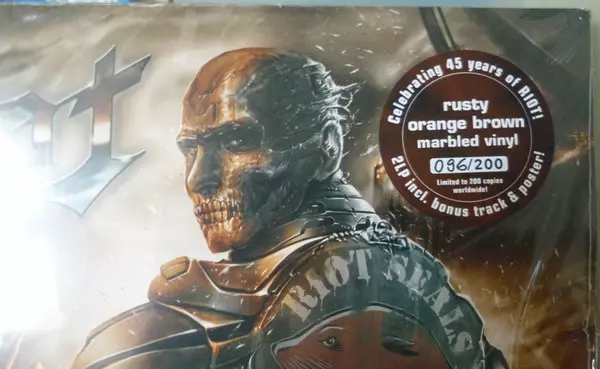 Celebrating 45 years of RIOT!
rusty
orange brown
marbled vinyl
096/200
Limited to 200 copies
worldwide!
2LP incl. bonus track & poster!
RIOT SEALS